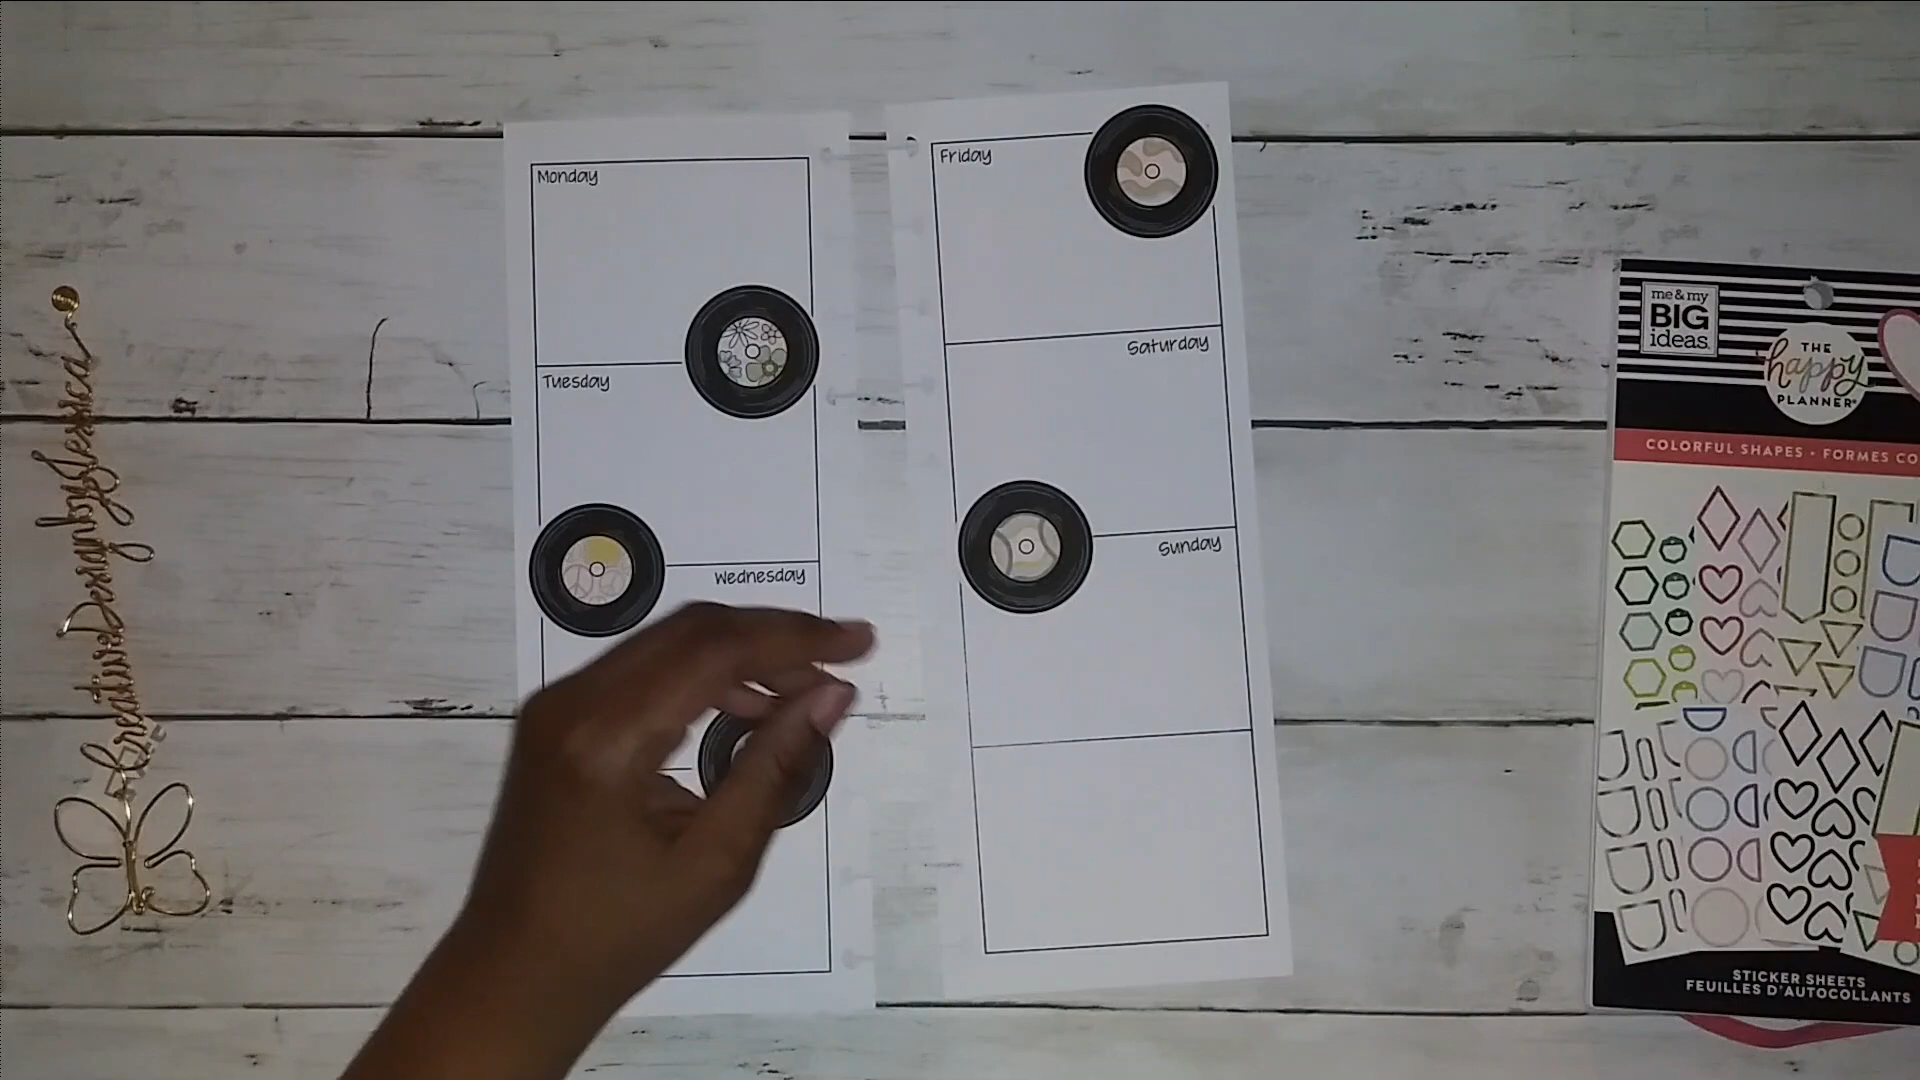 CreativeDesignbyJessica
Monday
Tuesday
Wednesday
Friday
Saturday
Sunday
me & my
BIG
ideas.
THE
happy
PLANNER®
COLORFUL SHAPES • FORMES CO
STICKER SHEETS
FEUILLES D'AUTOCOLLANTS